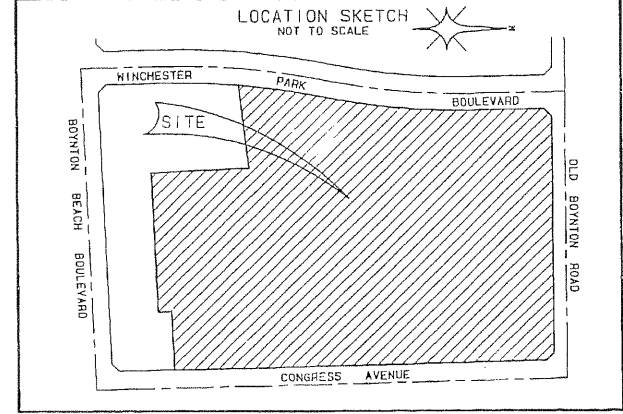 LOCATION SKETCH
NOT TO SCALE
N
WINCHESTER PARK BOULEVARD
SITE
BOYNTON BEACH BOULEVARD
OLD BOYNTON ROAD
CONGRESS AVENUE